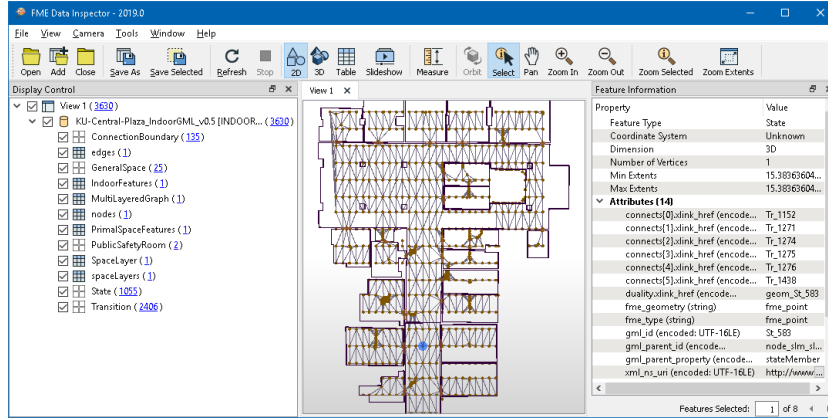 FME Data Inspector - 2019.0
File View Camera Tools Window Help
Open Add Close Save As Save Selected Refresh Stop 2D 3D Table Slideshow Measure Orbit Select Pan Zoom In Zoom Out Zoom Selected Zoom Extents
Display Control
View 1 (3630)
KU-Central-Plaza_IndoorGML_v0.5 [INDOOR... (3630)
ConnectionBoundary (135)
edges (1)
GeneralSpace (25)
IndoorFeatures (1)
MultiLayeredGraph (1)
nodes (1)
PrimalSpaceFeatures (1)
PublicSafetyRoom (2)
SpaceLayer (1)
spaceLayers (1)
State (1055)
Transition (2406)
View 1
Feature Information
Property Value
Feature Type State
Coordinate System Unknown
Dimension 3D
Number of Vertices 1
Min Extents 15.38363604...
Max Extents 15.38363604...
Attributes (14)
connects[0].xlink_href (encode... Tr_1152
connects[1].xlink_href (encode... Tr_1271
connects[2].xlink_href (encode... Tr_1274
connects[3].xlink_href (encode... Tr_1275
connects[4].xlink_href (encode... Tr_1276
connects[5].xlink_href (encode... Tr_1438
duality.xlink_href (encode... geom_St_583
fme_geometry (string) fme_point
fme_type (string) fme_point
gml_id (encoded: UTF-16LE) St_583
gml_parent_id (encode... node_slm_sl...
gml_parent_property (encode... stateMember
xml_ns_uri (encoded: UTF-16LE) http://www...
Features Selected: 1 of 8